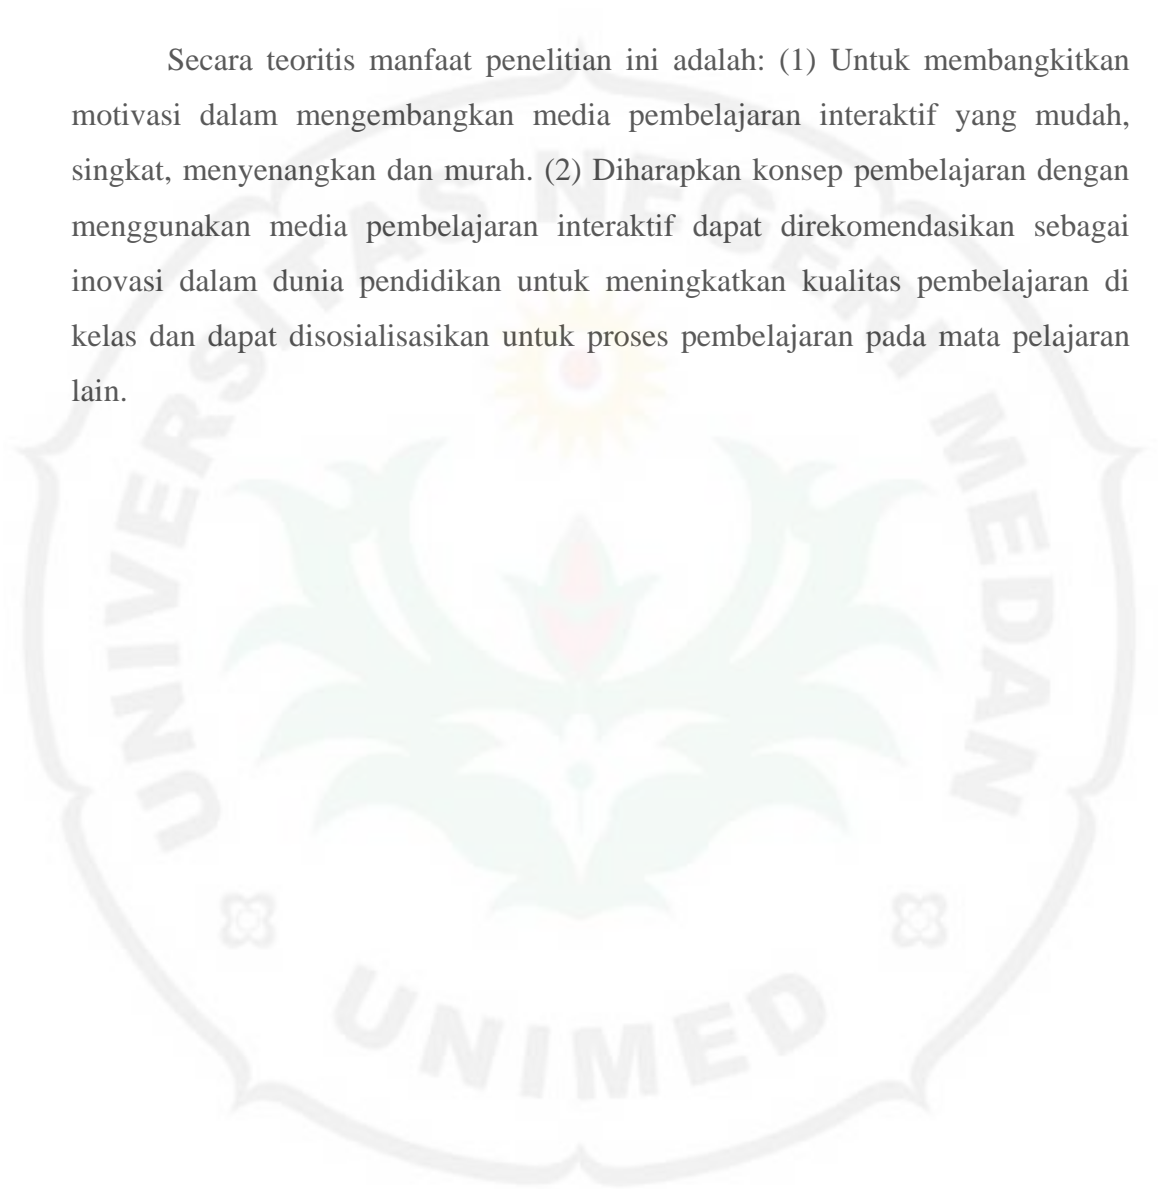 Secara teoritis manfaat penelitian ini adalah: (1) Untuk membangkitkan
motivasi dalam mengembangkan media pembelajaran interaktif yang mudah,
singkat, menyenangkan dan murah. (2) Diharapkan konsep pembelajaran dengan
menggunakan media pembelajaran interaktif dapat direkomendasikan sebagai
inovasi dalam dunia pendidikan untuk meningkatkan kualitas pembelajaran di
kelas dan dapat disosialisasikan untuk proses pembelajaran pada mata pelajaran
lain.
UNIVERSITAS NEGERI MEDAN
UNIMED